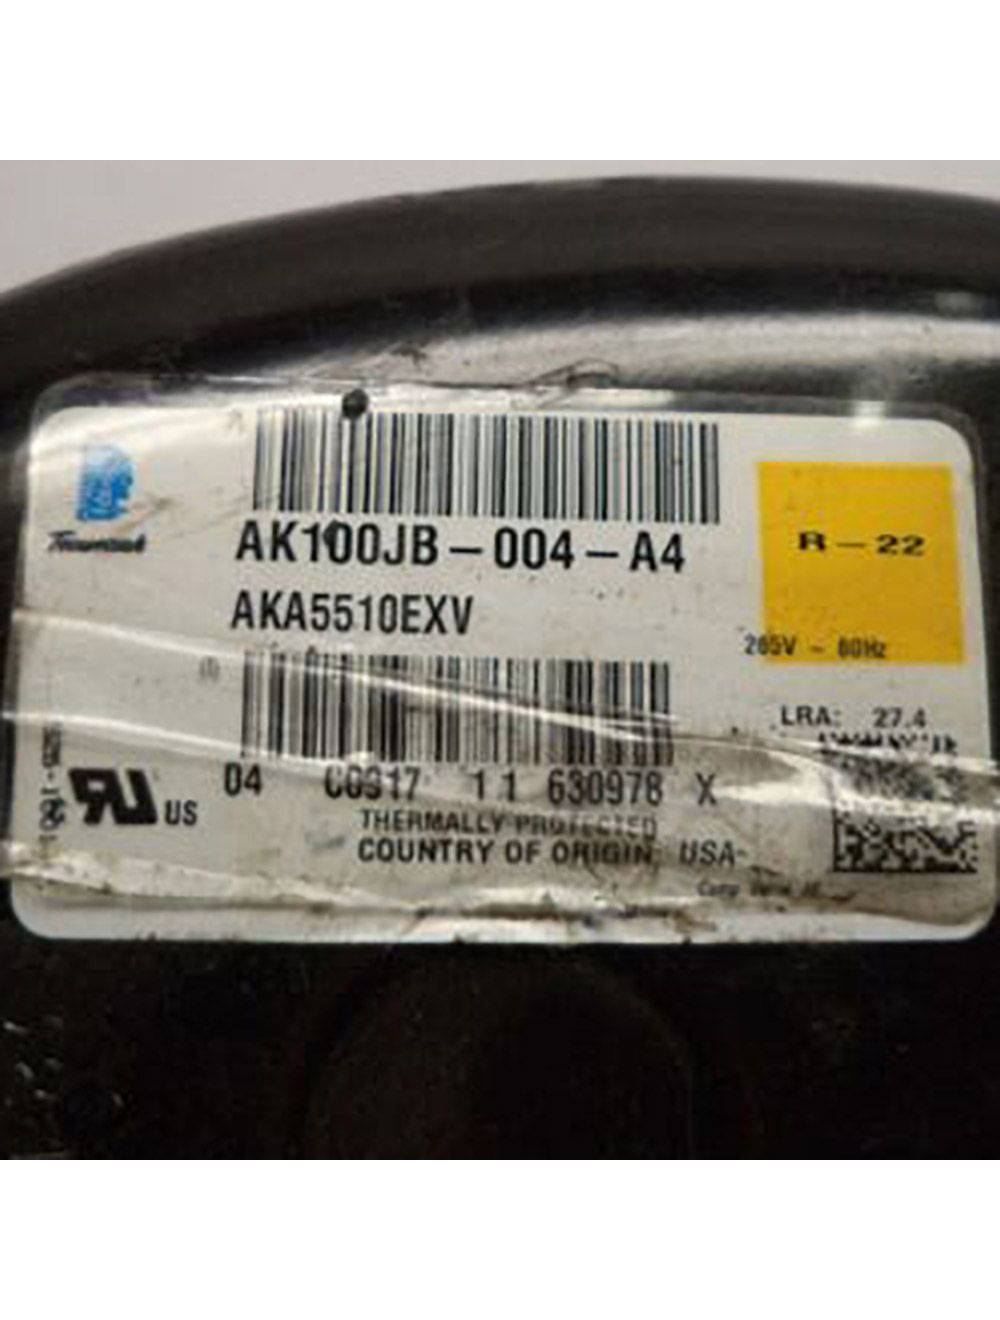 Tecumseh
AK100JB-004-A4
R-22
AKA5510EXV
265V ~ 60Hz
LRA: 27.4
04 C0317 11 630978 X
US
THERMALLY PROTECTED
COUNTRY OF ORIGIN: USA